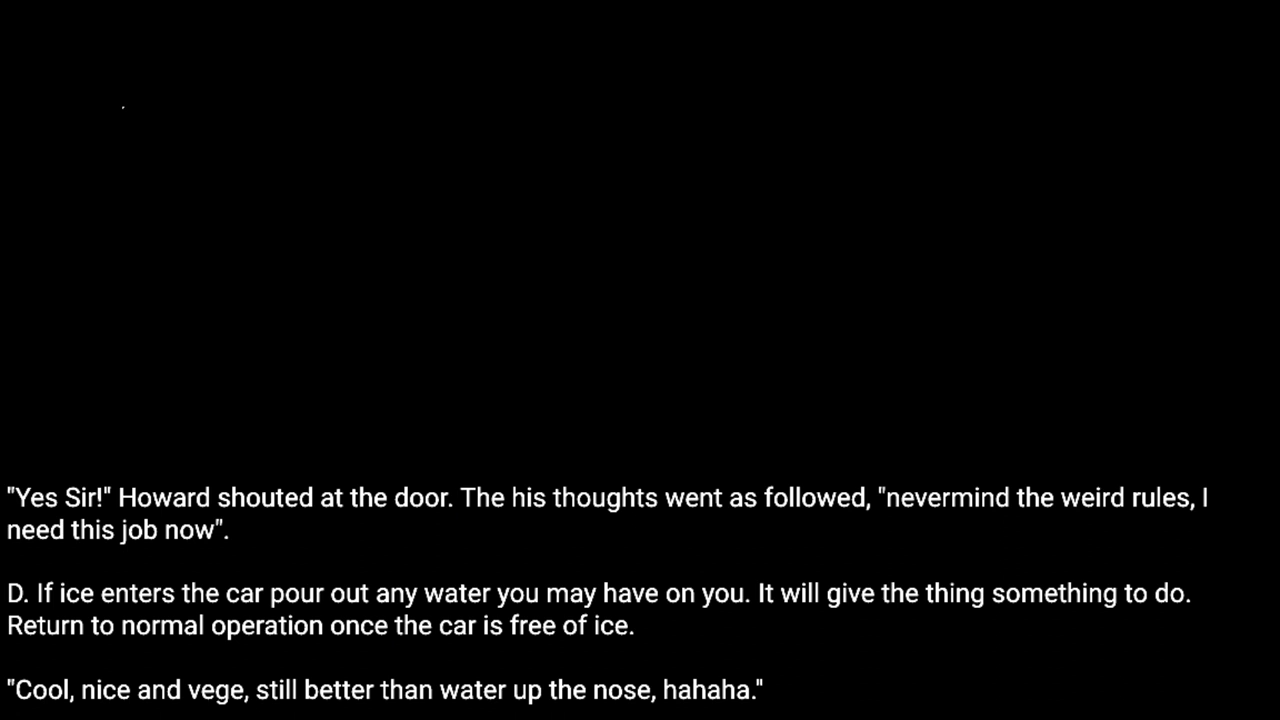 "Yes Sir!" Howard shouted at the door. The his thoughts went as followed, "nevermind the weird rules, I
need this job now".
D. If ice enters the car pour out any water you may have on you. It will give the thing something to do.
Return to normal operation once the car is free of ice.
"Cool, nice and vege, still better than water up the nose, hahaha."